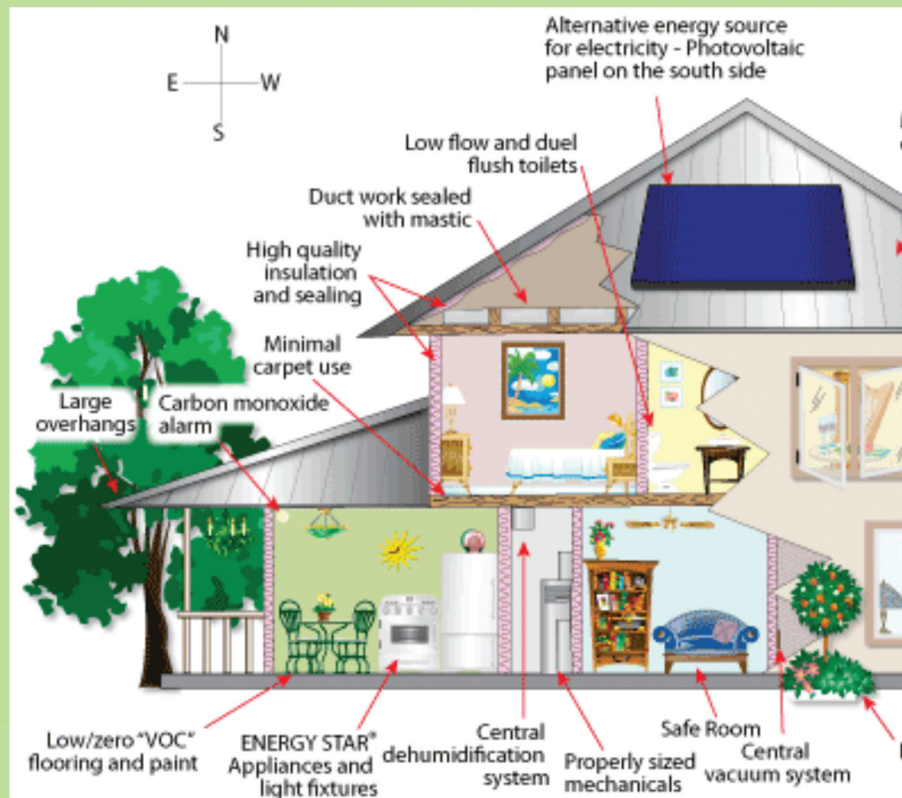 N
E
W
S
Alternative energy source
for electricity - Photovoltaic
panel on the south side
Low flow and duel
flush toilets
Duct work sealed
with mastic
High quality
insulation
and sealing
Minimal
carpet use
Large
overhangs
Carbon monoxide
alarm
Low/zero "VOC"
flooring and paint
ENERGY STAR®
Appliances and
light fixtures
Central
dehumidification
system
Properly sized
mechanicals
Safe Room
Central
vacuum system